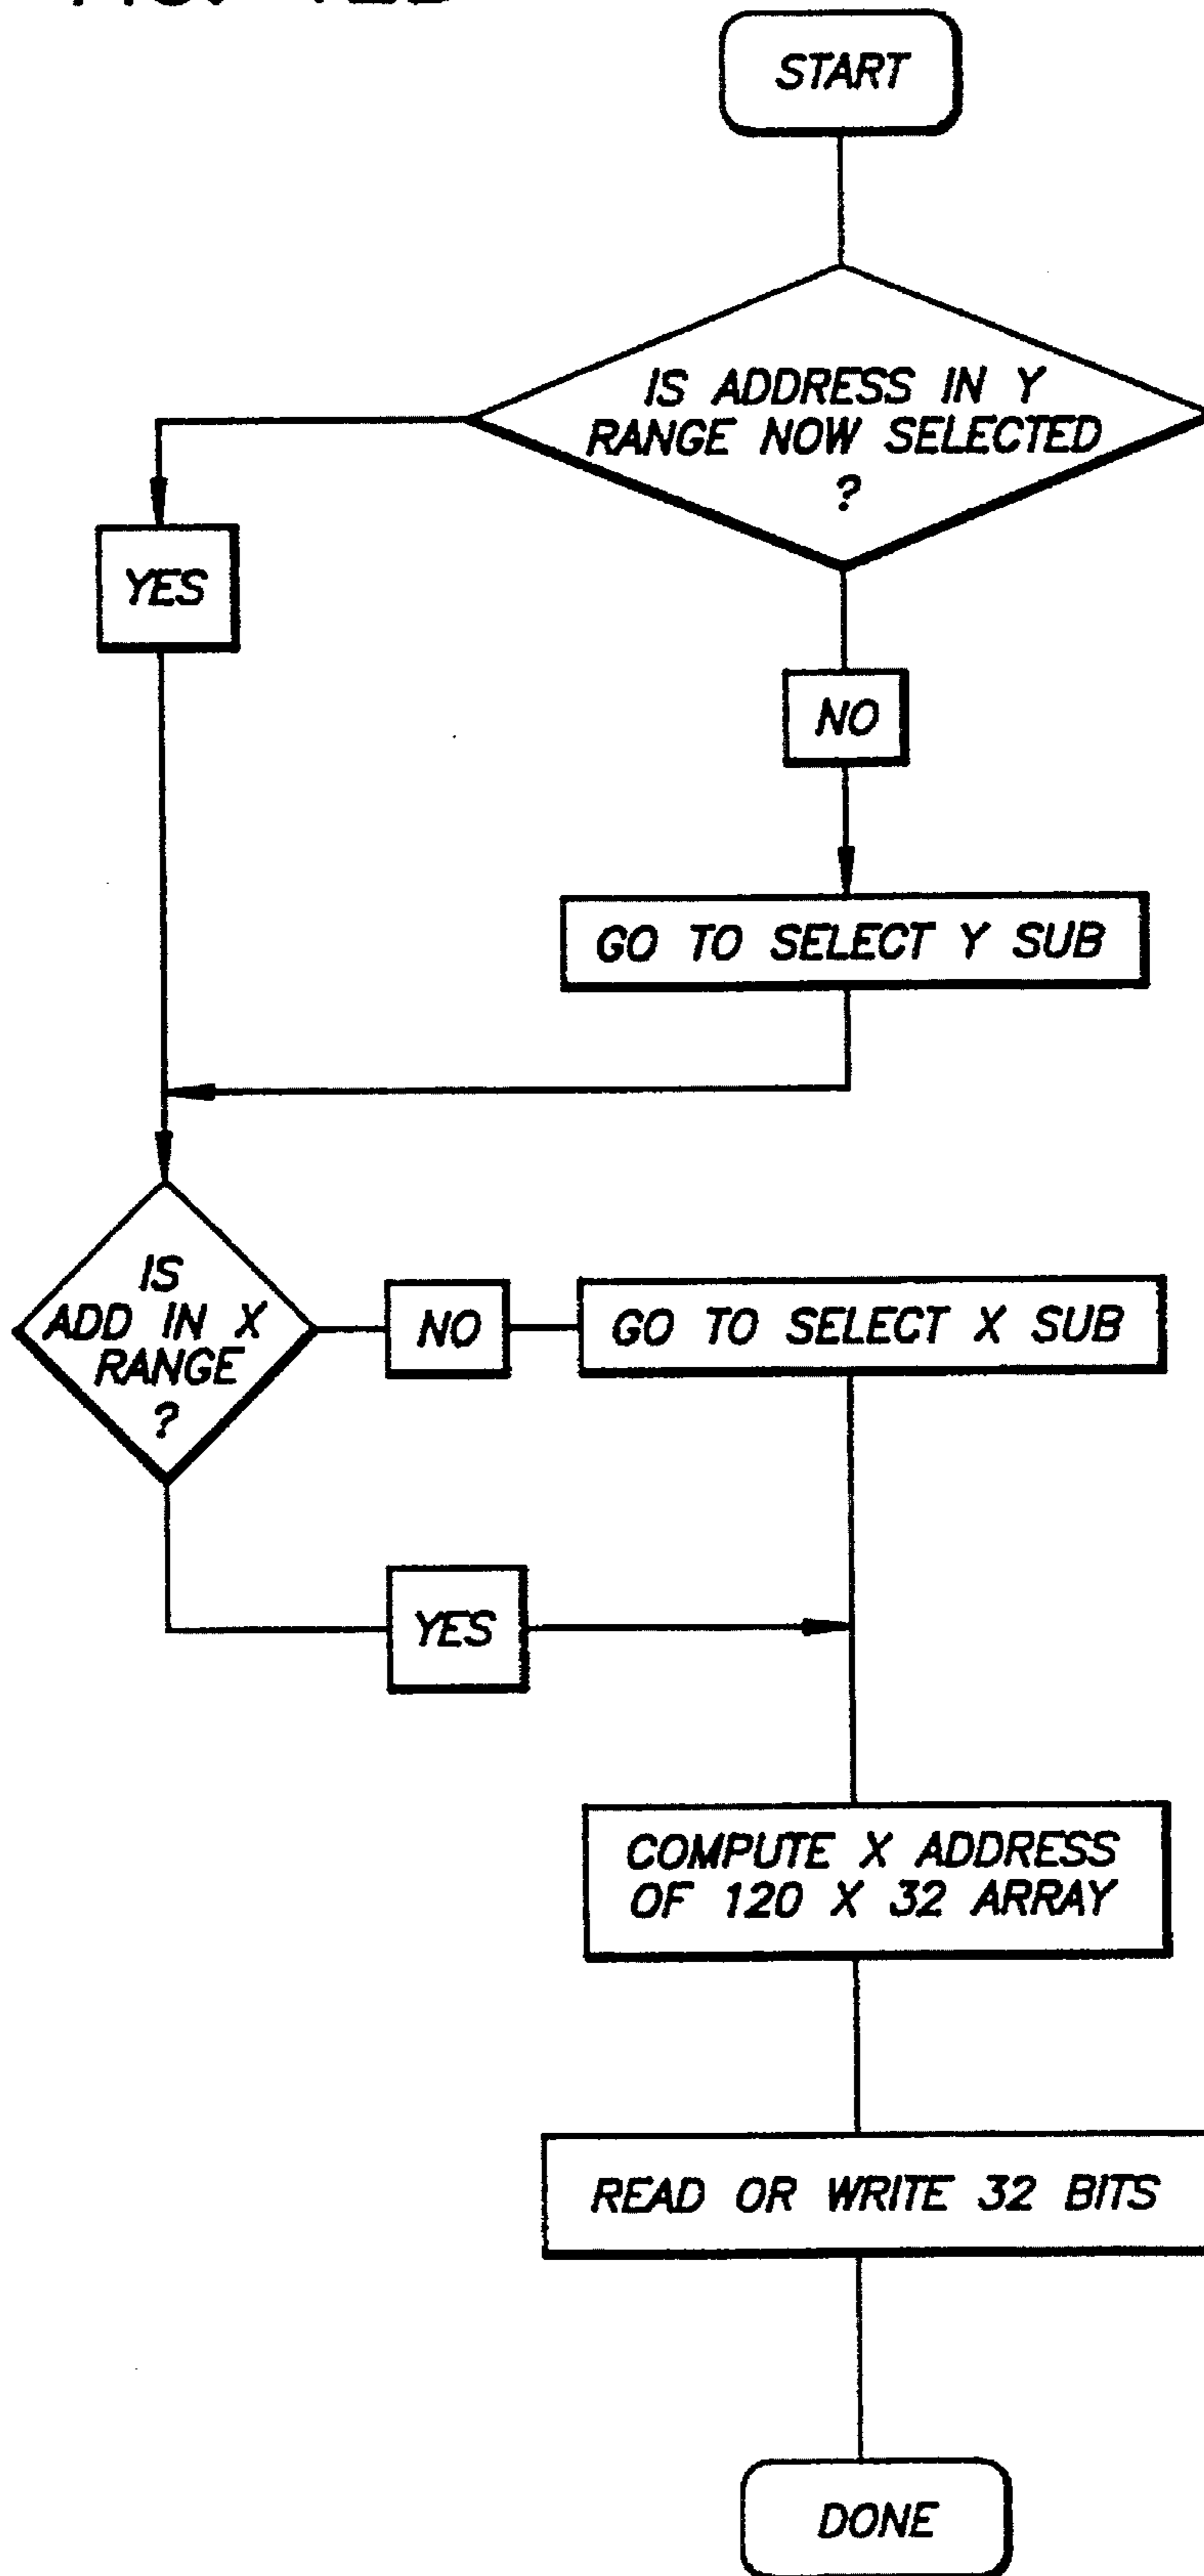 START
IS ADDRESS IN Y
RANGE NOW SELECTED
?
YES
NO
GO TO SELECT Y SUB
IS
ADD IN X
RANGE
?
NO
GO TO SELECT X SUB
YES
COMPUTE X ADDRESS
OF 120 X 32 ARRAY
READ OR WRITE 32 BITS
DONE